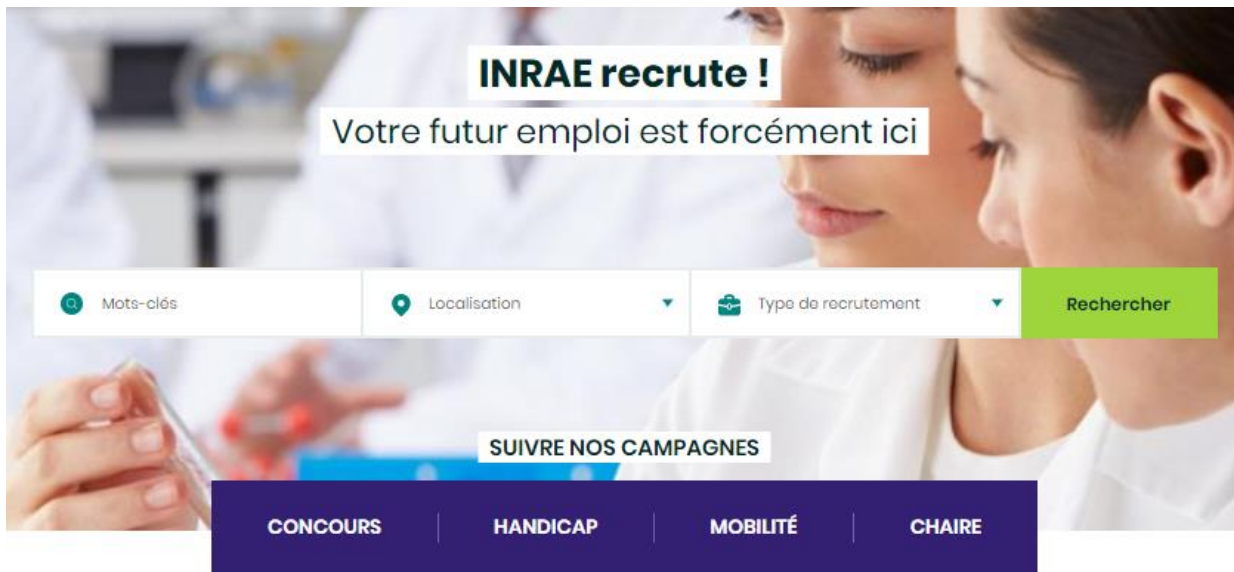 INRAE recrute !
Votre futur emploi est forcément ici
Mots-clés
Localisation
Type de recrutement
Rechercher
SUIVRE NOS CAMPAGNES
CONCOURS
HANDICAP
MOBILITÉ
CHAIRE